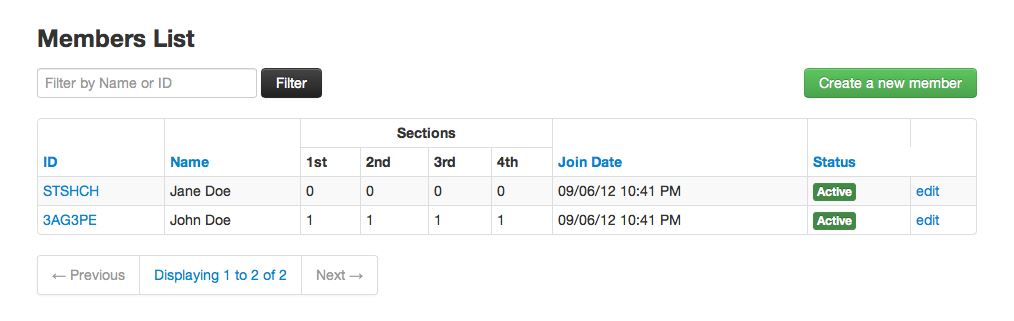 Members List
Filter by Name or ID Filter Create a new member
Sections
ID Name 1st 2nd 3rd 4th Join Date Status
STSHCH Jane Doe 0 0 0 0 09/06/12 10:41 PM Active edit
3AG3PE John Doe 1 1 1 1 09/06/12 10:41 PM Active edit
← Previous Displaying 1 to 2 of 2 Next →